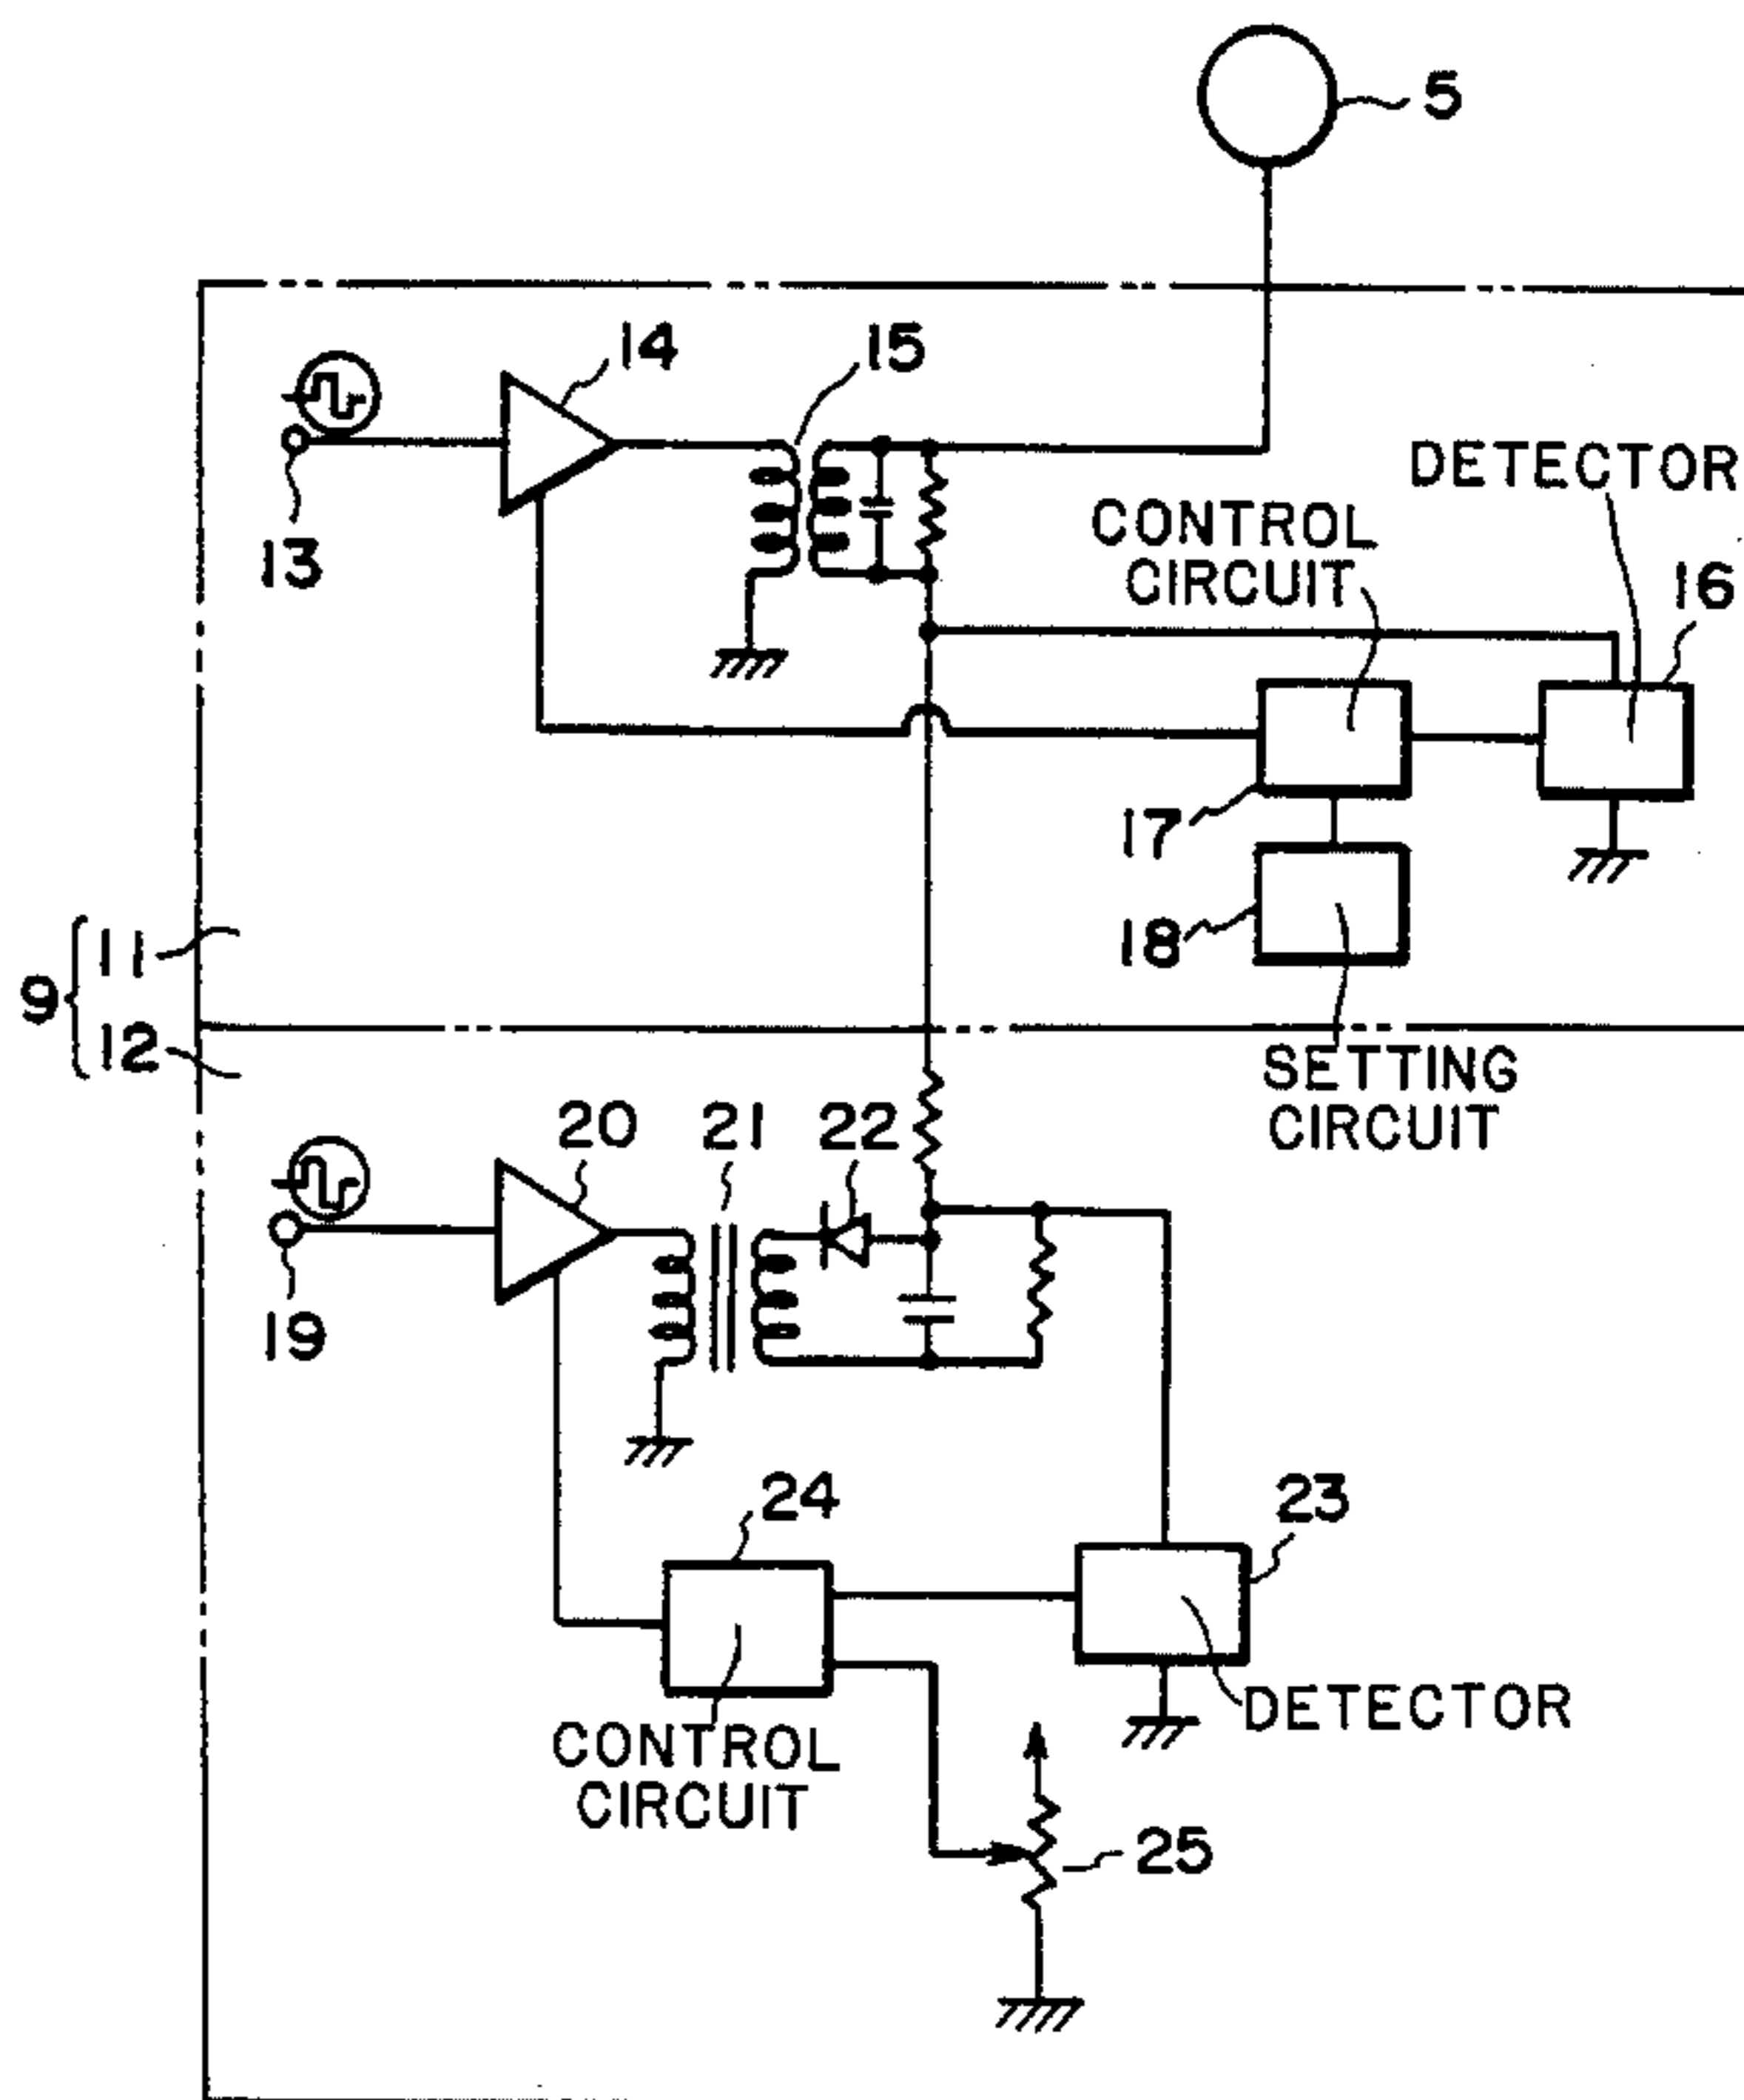 5
14
15
DETECTOR
CONTROL
CIRCUIT
13
16
17
18
11
9
12
SETTING
CIRCUIT
20
21
22
19
24
23
DETECTOR
CONTROL
CIRCUIT
25